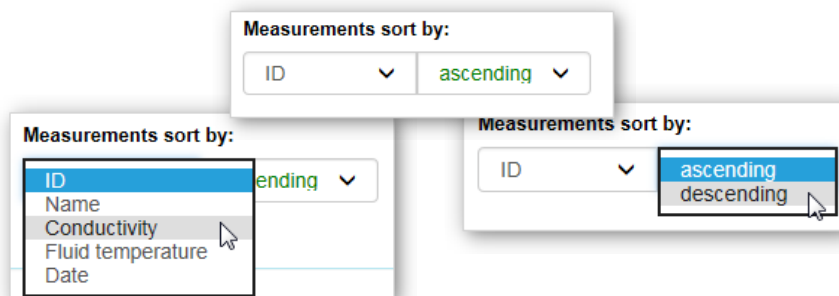 Measurements sort by:
ID ascending
Measurements sort by:
ending
ID
Name
Conductivity
Fluid temperature
Date
Measurements sort by:
ID
ascending
descending